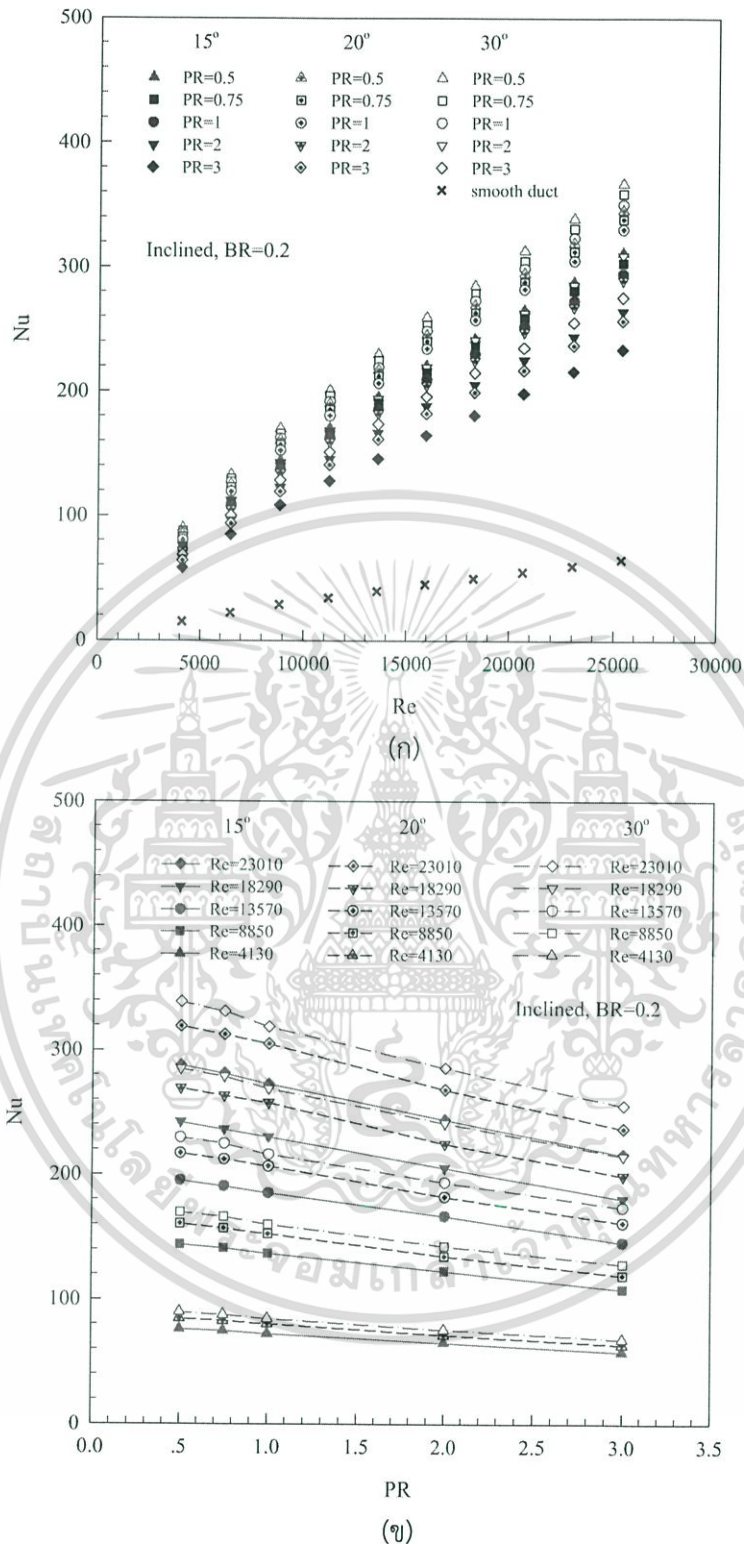 500
400
300
200
100
0
Nu
15° 20° 30°
PR=0.5 PR=0.5 PR=0.5
PR=0.75 PR=0.75 PR=0.75
PR=1 PR=1 PR=1
PR=2 PR=2 PR=2
PR=3 PR=3 PR=3
smooth duct
Inclined, BR=0.2
0 5000 10000 15000 20000 25000 30000
Re
(ก)
500
400
300
200
100
0
Nu
15° 20° 30°
Re=23010 Re=23010 Re=23010
Re=18290 Re=18290 Re=18290
Re=13570 Re=13570 Re=13570
Re=8850 Re=8850 Re=8850
Re=4130 Re=4130 Re=4130
Inclined, BR=0.2
0.0 .5 1.0 1.5 2.0 2.5 3.0 3.5
PR
(ข)